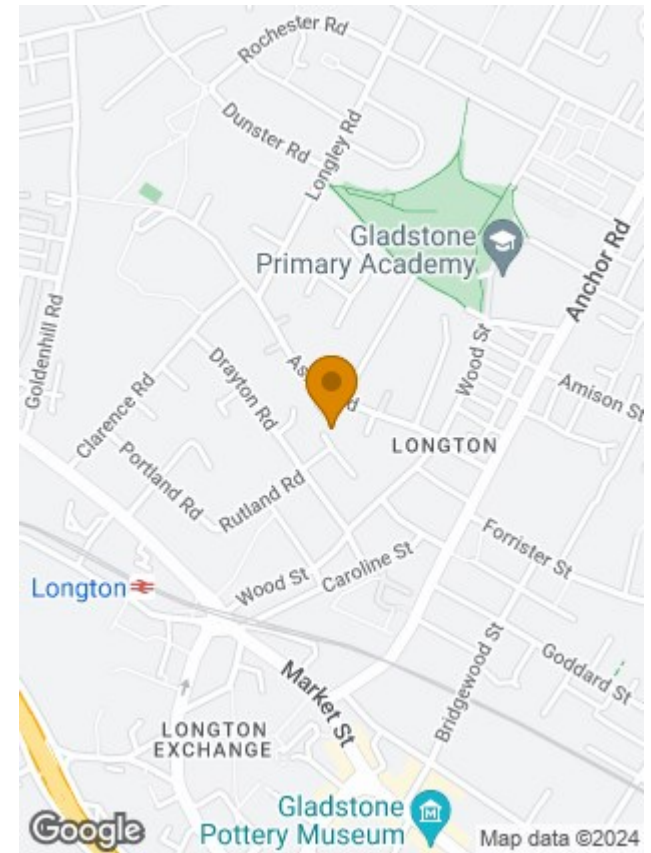 Rochester Rd
Dunster Rd
Longley Rd
Gladstone
Primary Academy
Anchor Rd
Goldenhill Rd
Wood St
Drayton Rd
Amison St
Clarence Rd
LONGTON
Portland Rd
Rutland Rd
Forrister St
Caroline St
Wood St
Longton
Goddard St
Bridgewood St
Market St
LONGTON
EXCHANGE
Gladstone
Pottery Museum
Google
Map data ©2024